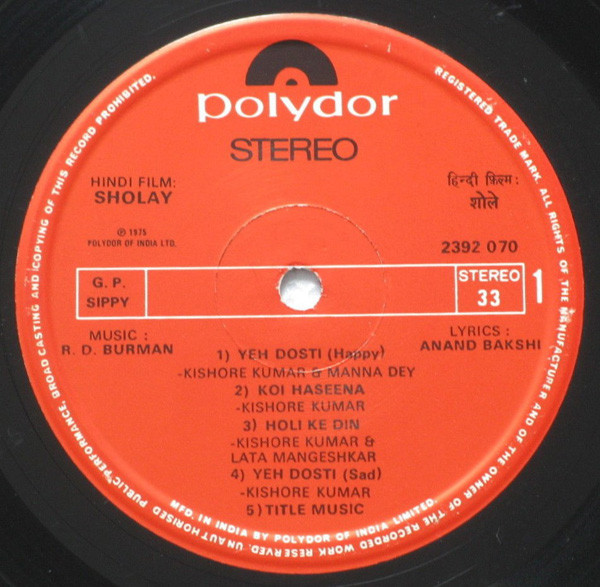 polydor
STEREO
HINDI FILM:
SHOLAY
हिन्दी फ़िल्म :
शोले
℗ 1975
POLYDOR OF INDIA LTD.
2392 070
G. P.
SIPPY
STEREO
33
1
MUSIC :
R. D. BURMAN
LYRICS :
ANAND BAKSHI
1) YEH DOSTI (Happy)
-KISHORE KUMAR & MANNA DEY
2) KOI HASEENA
-KISHORE KUMAR
3) HOLI KE DIN
-KISHORE KUMAR &
LATA MANGESHKAR
4) YEH DOSTI (Sad)
-KISHORE KUMAR
5) TITLE MUSIC
MFD. IN INDIA BY POLYDOR OF INDIA LIMITED.
REGISTERED TRADE MARK. ALL RIGHTS OF THE MANUFACTURER AND OF THE OWNER OF THE RECORDED WORK RESERVED. UNAUTHORISED PUBLIC PERFORMANCE, BROAD CASTING AND COPYING OF THIS RECORD PROHIBITED.